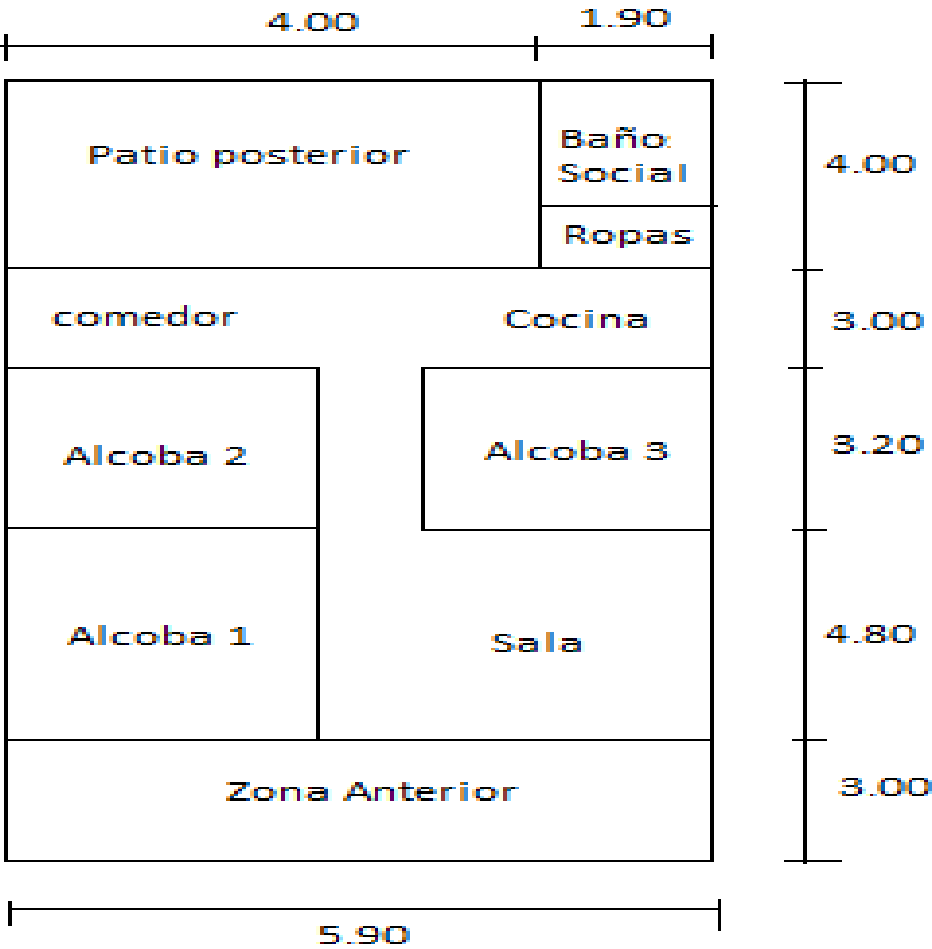 4.00
1.90
Patio posterior
Baño
Social
4.00
Ropas
comedor
Cocina
3.00
Alcoba 2
Alcoba 3
3.20
Alcoba 1
Sala
4.80
Zona Anterior
3.00
5.90